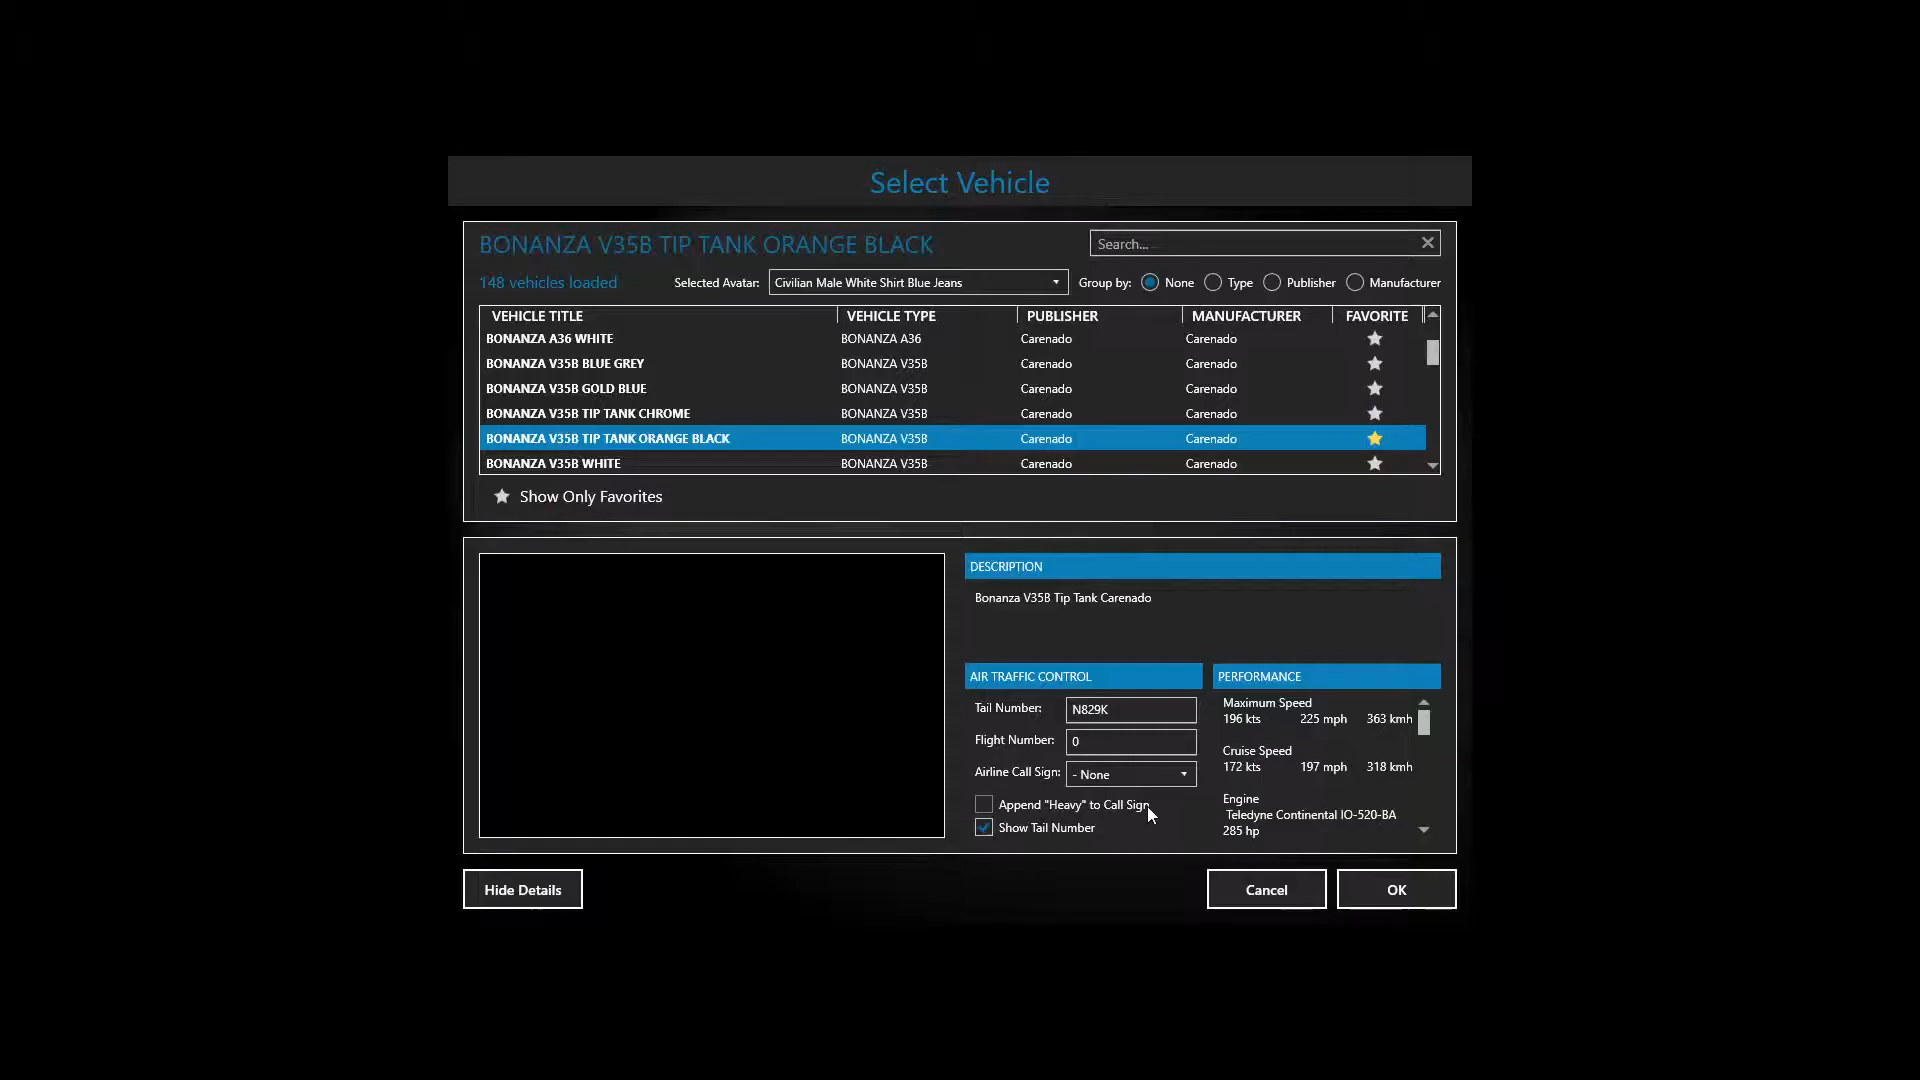 Select Vehicle
BONANZA V35B TIP TANK ORANGE BLACK
Search...
148 vehicles loaded
Selected Avatar: Civilian Male White Shirt Blue Jeans Group by: None Type Publisher Manufacturer
VEHICLE TITLE VEHICLE TYPE PUBLISHER MANUFACTURER FAVORITE
BONANZA A36 WHITE BONANZA A36 Carenado Carenado
BONANZA V35B BLUE GREY BONANZA V35B Carenado Carenado
BONANZA V35B GOLD BLUE BONANZA V35B Carenado Carenado
BONANZA V35B TIP TANK CHROME BONANZA V35B Carenado Carenado
BONANZA V35B TIP TANK ORANGE BLACK BONANZA V35B Carenado Carenado
BONANZA V35B WHITE BONANZA V35B Carenado Carenado
Show Only Favorites
DESCRIPTION
Bonanza V35B Tip Tank Carenado
AIR TRAFFIC CONTROL
Tail Number: N829K
Flight Number: 0
Airline Call Sign: - None
Append "Heavy" to Call Sign
Show Tail Number
PERFORMANCE
Maximum Speed
196 kts 225 mph 363 kmh
Cruise Speed
172 kts 197 mph 318 kmh
Engine
Teledyne Continental IO-520-BA
285 hp
Hide Details
Cancel
OK